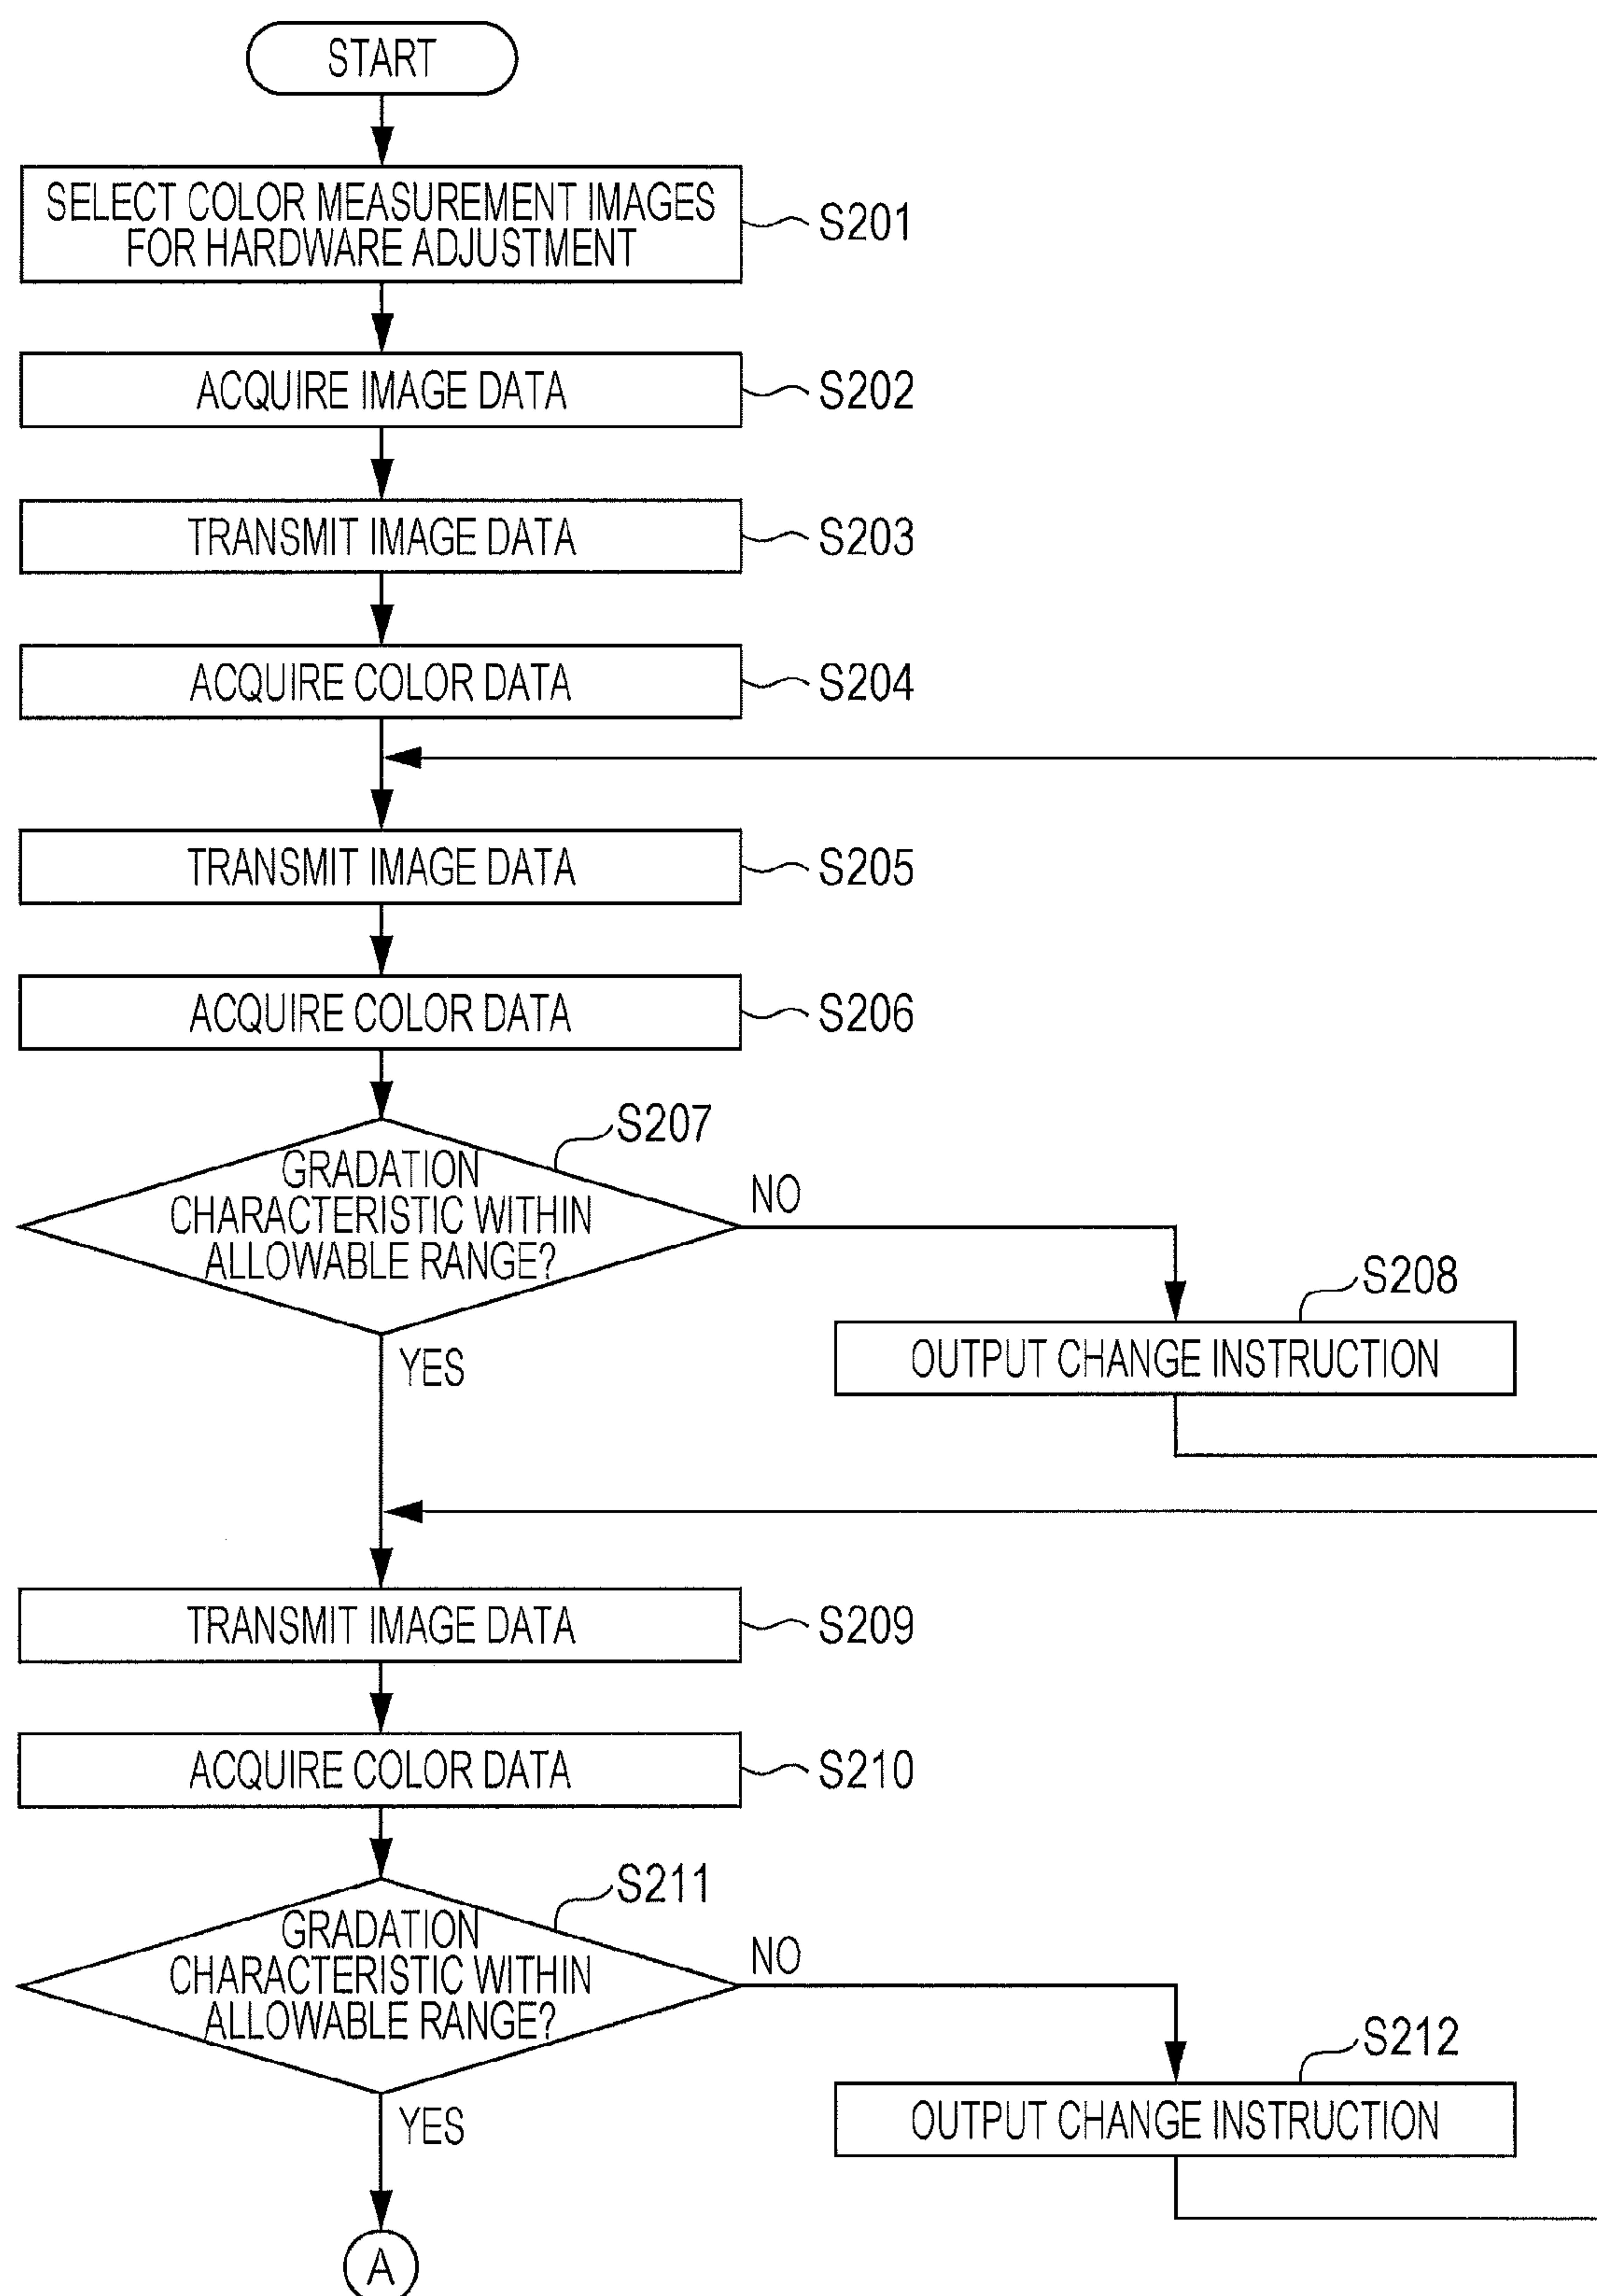 START
SELECT COLOR MEASUREMENT IMAGES
FOR HARDWARE ADJUSTMENT
S201
ACQUIRE IMAGE DATA
S202
TRANSMIT IMAGE DATA
S203
ACQUIRE COLOR DATA
S204
TRANSMIT IMAGE DATA
S205
ACQUIRE COLOR DATA
S206
S207
GRADATION
CHARACTERISTIC WITHIN
ALLOWABLE RANGE?
NO
YES
S208
OUTPUT CHANGE INSTRUCTION
TRANSMIT IMAGE DATA
S209
ACQUIRE COLOR DATA
S210
S211
GRADATION
CHARACTERISTIC WITHIN
ALLOWABLE RANGE?
NO
YES
S212
OUTPUT CHANGE INSTRUCTION
A